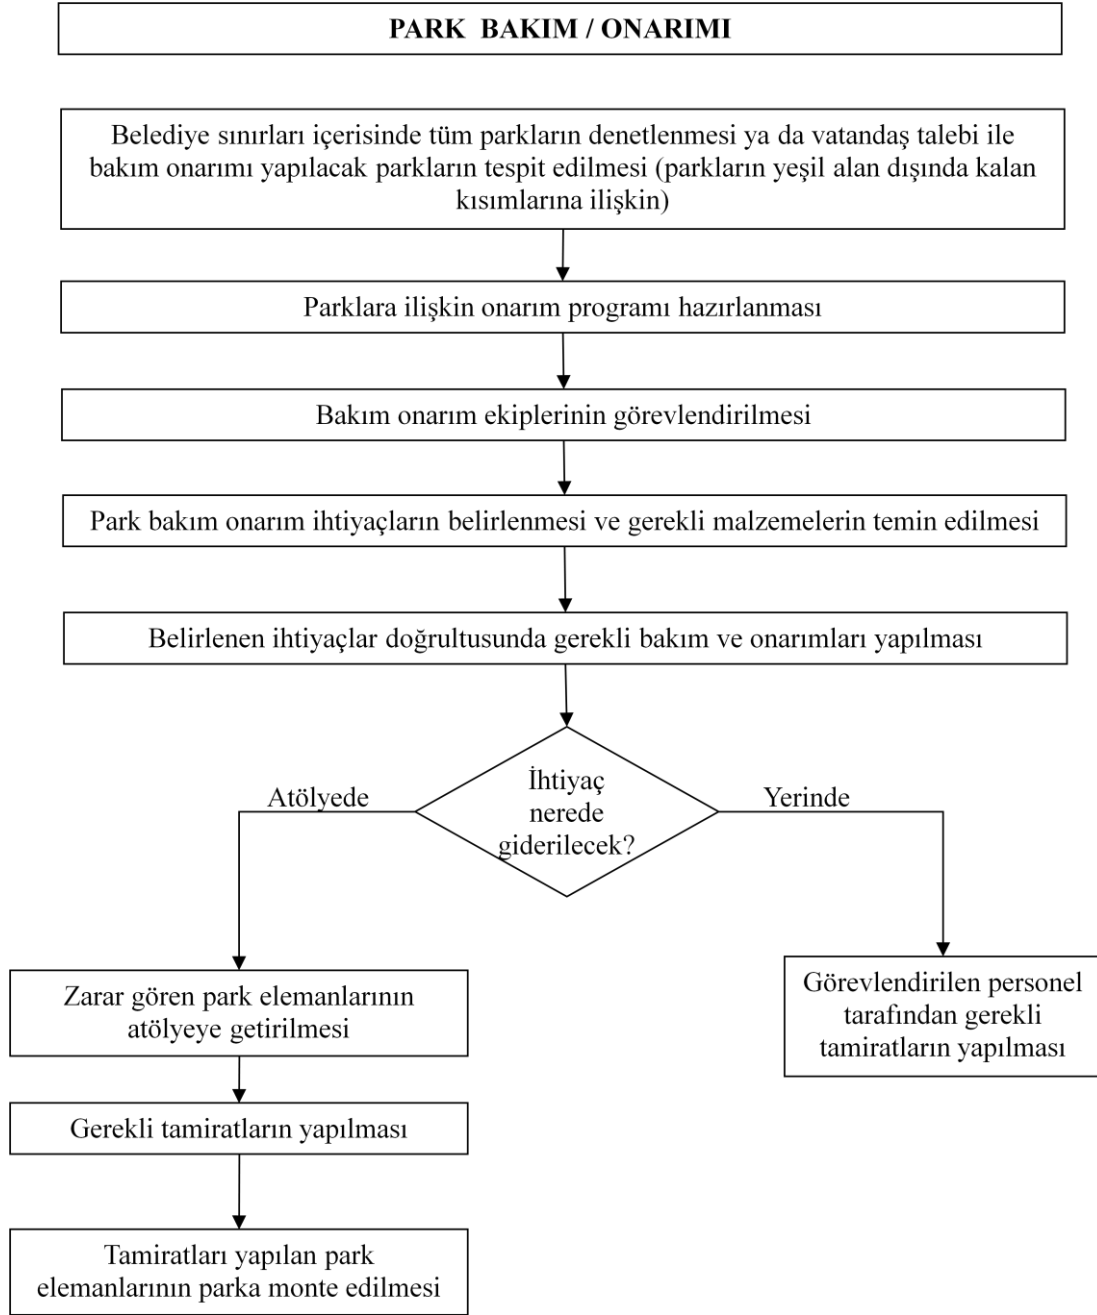 PARK BAKIM / ONARIMI
Belediye sınırları içerisinde tüm parkların denetlenmesi ya da vatandaş talebi ile
bakım onarımı yapılacak parkların tespit edilmesi (parkların yeşil alan dışında kalan
kısımlarına ilişkin)
Parklara ilişkin onarım programı hazırlanması
Bakım onarım ekiplerinin görevlendirilmesi
Park bakım onarım ihtiyaçların belirlenmesi ve gerekli malzemelerin temin edilmesi
Belirlenen ihtiyaçlar doğrultusunda gerekli bakım ve onarımları yapılması
İhtiyaç
nerede
giderilecek?
Atölyede
Yerinde
Zarar gören park elemanlarının
atölyeye getirilmesi
Gerekli tamiratların yapılması
Tamiratları yapılan park
elemanlarının parka monte edilmesi
Görevlendirilen personel
tarafından gerekli
tamiratların yapılması